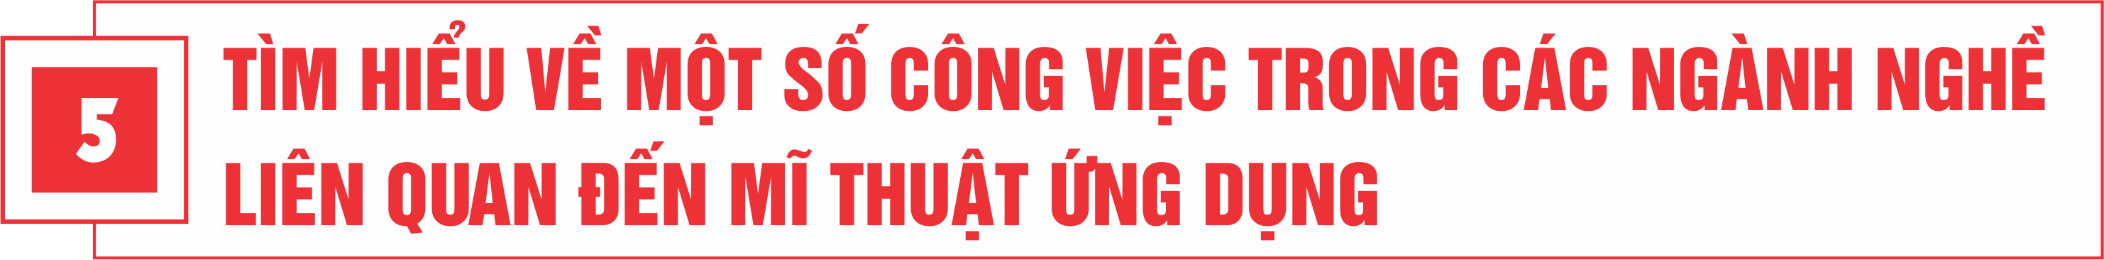 5
TÌM HIỂU VỀ MỘT SỐ CÔNG VIỆC TRONG CÁC NGÀNH NGHỀ
LIÊN QUAN ĐẾN MĨ THUẬT ỨNG DỤNG